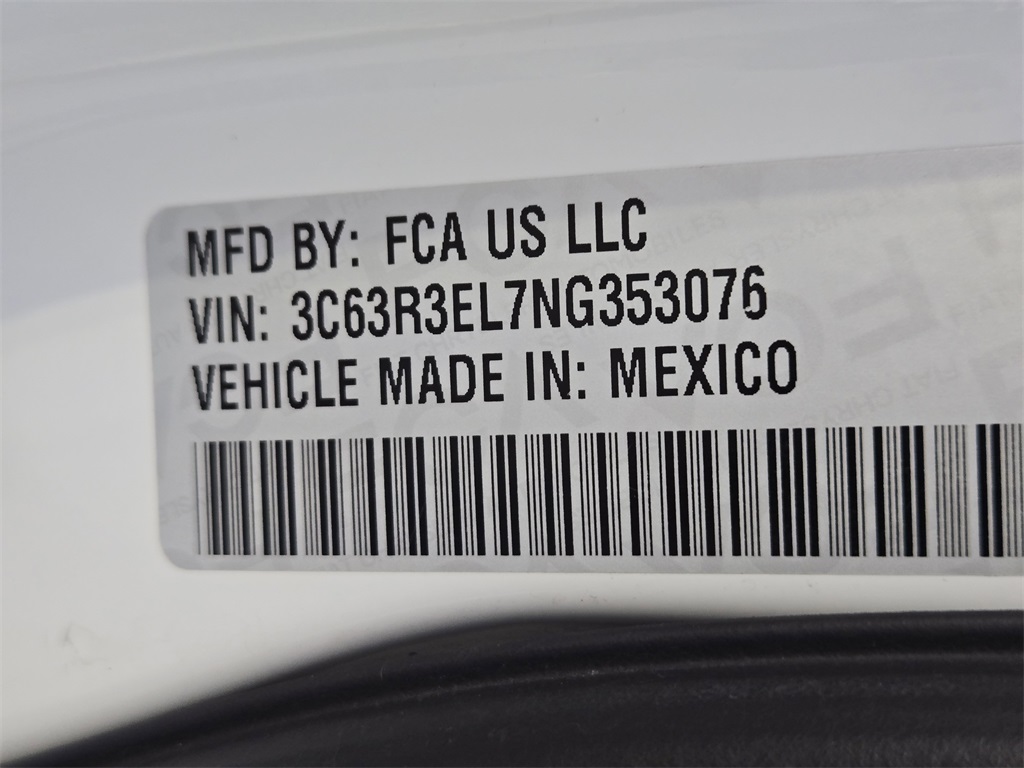 MFD BY: FCA US LLC
VIN: 3C63R3EL7NG353076
VEHICLE MADE IN: MEXICO